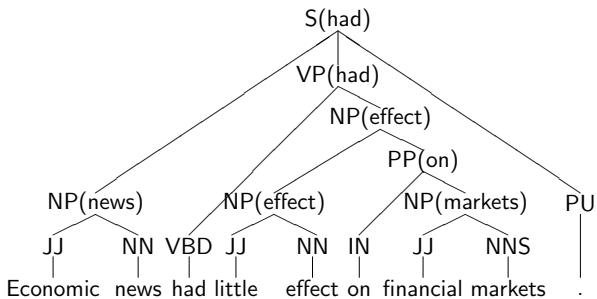 S(had)
VP(had)
NP(effect)
PP(on)
NP(news) NP(effect) NP(markets) PU
JJ NN VBD JJ NN IN JJ NNS
Economic news had little effect on financial markets .